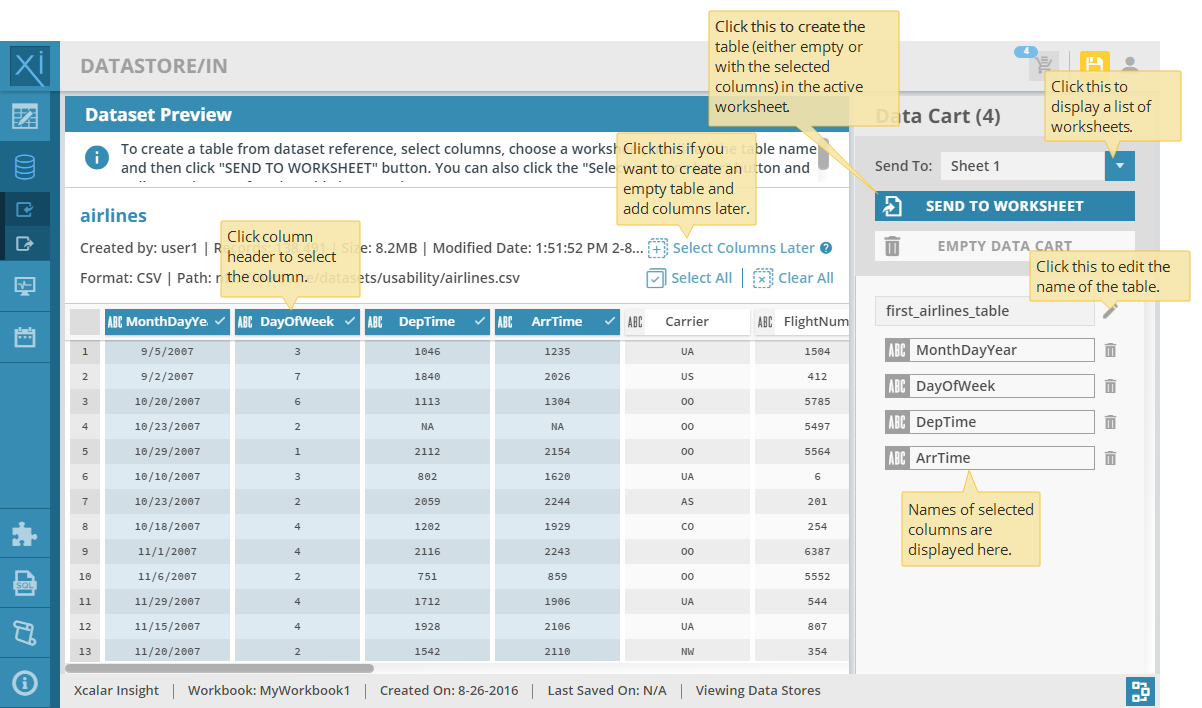 Click this to create the
table (either empty or
with the selected
columns) in the active
worksheet.
Xi
DATASTORE/IN
4
Click this to
display a list of
worksheets.
Dataset Preview
Data Cart (4)
To create a table from dataset reference, select columns, choose a worksh the table name
and then click "SEND TO WORKSHEET" button. You can also click the "Selec button and
Click this if you
want to create an
empty table and
add columns later.
Send To: Sheet 1
SEND TO WORKSHEET
EMPTY DATA CART
Click this to edit the
name of the table.
airlines
Click column
header to select
the column.
Created by: user1 | Records: 138,491 | Size: 8.2MB | Modified Date: 1:51:52 PM 2-8...
Select Columns Later ?
Format: CSV | Path: /datasets/usability/airlines.csv
Select All | Clear All
first_airlines_table
ABC MonthDayYear
ABC DayOfWeek
ABC DepTime
ABC ArrTime
Names of selected
columns are
displayed here.
ABC MonthDayYe ABC DayOfWeek ABC DepTime ABC ArrTime ABC Carrier ABC FlightNum
1 9/5/2007 3 1046 1235 UA 1504
2 9/2/2007 7 1840 2026 US 412
3 10/20/2007 6 1113 1304 OO 5785
4 10/23/2007 2 NA NA OO 5497
5 10/29/2007 1 2112 2154 OO 5564
6 10/10/2007 3 802 1620 UA 6
7 10/23/2007 2 2059 2244 AS 201
8 10/18/2007 4 1202 1929 CO 254
9 11/1/2007 4 2116 2243 OO 6387
10 11/6/2007 2 751 859 OO 5552
11 11/29/2007 4 1712 1906 UA 544
12 11/15/2007 4 1928 2106 UA 807
13 11/20/2007 2 1542 2110 NW 354
SQL
Xcalar Insight | Workbook: MyWorkbook1 | Created On: 8-26-2016 | Last Saved On: N/A | Viewing Data Stores